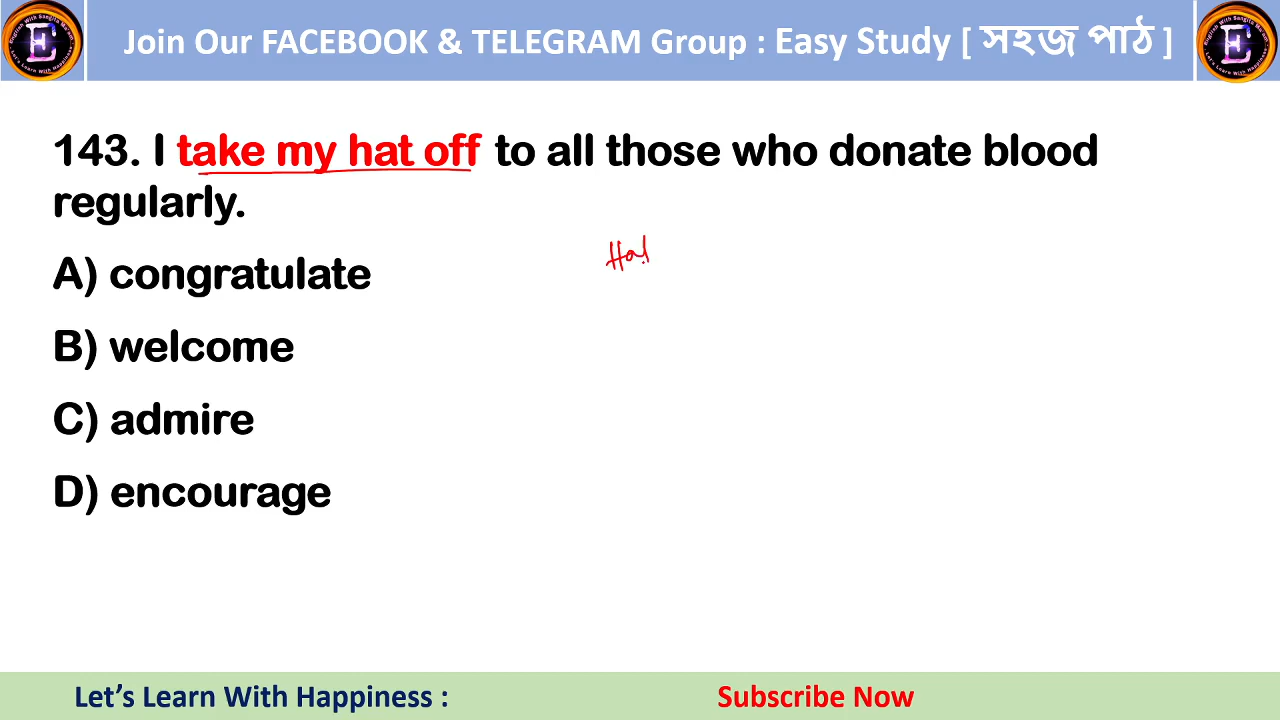 Join Our FACEBOOK & TELEGRAM Group : Easy Study [ সহজ পাঠ ]
143. I take my hat off to all those who donate blood
regularly.
Hat
A) congratulate
B) welcome
C) admire
D) encourage
Let's Learn With Happiness : Subscribe Now